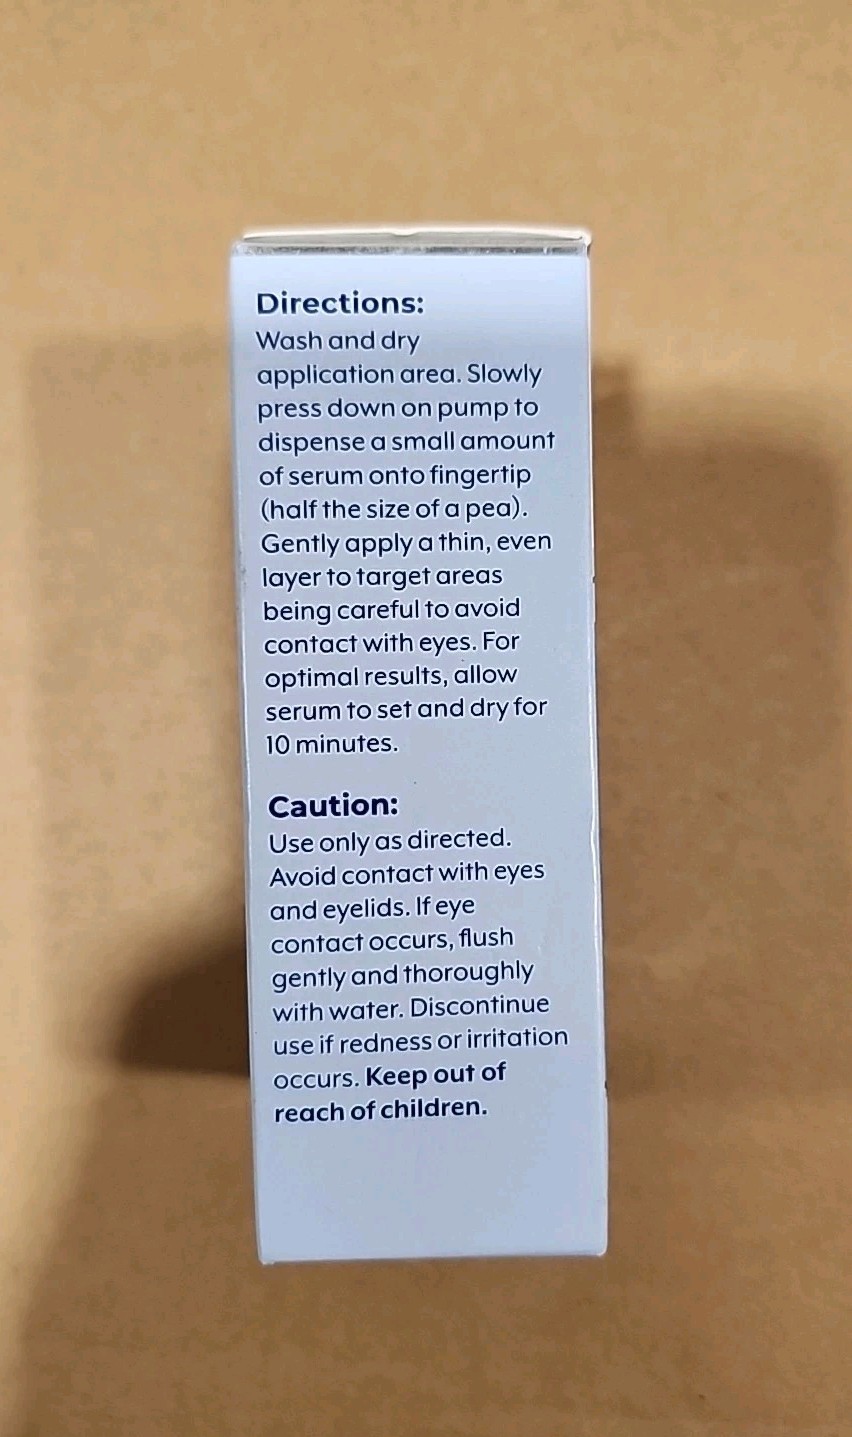 Directions:
Wash and dry
application area. Slowly
press down on pump to
dispense a small amount
of serum onto fingertip
(half the size of a pea).
Gently apply a thin, even
layer to target areas
being careful to avoid
contact with eyes. For
optimal results, allow
serum to set and dry for
10 minutes.
Caution:
Use only as directed.
Avoid contact with eyes
and eyelids. If eye
contact occurs, flush
gently and thoroughly
with water. Discontinue
use if redness or irritation
occurs. Keep out of
reach of children.